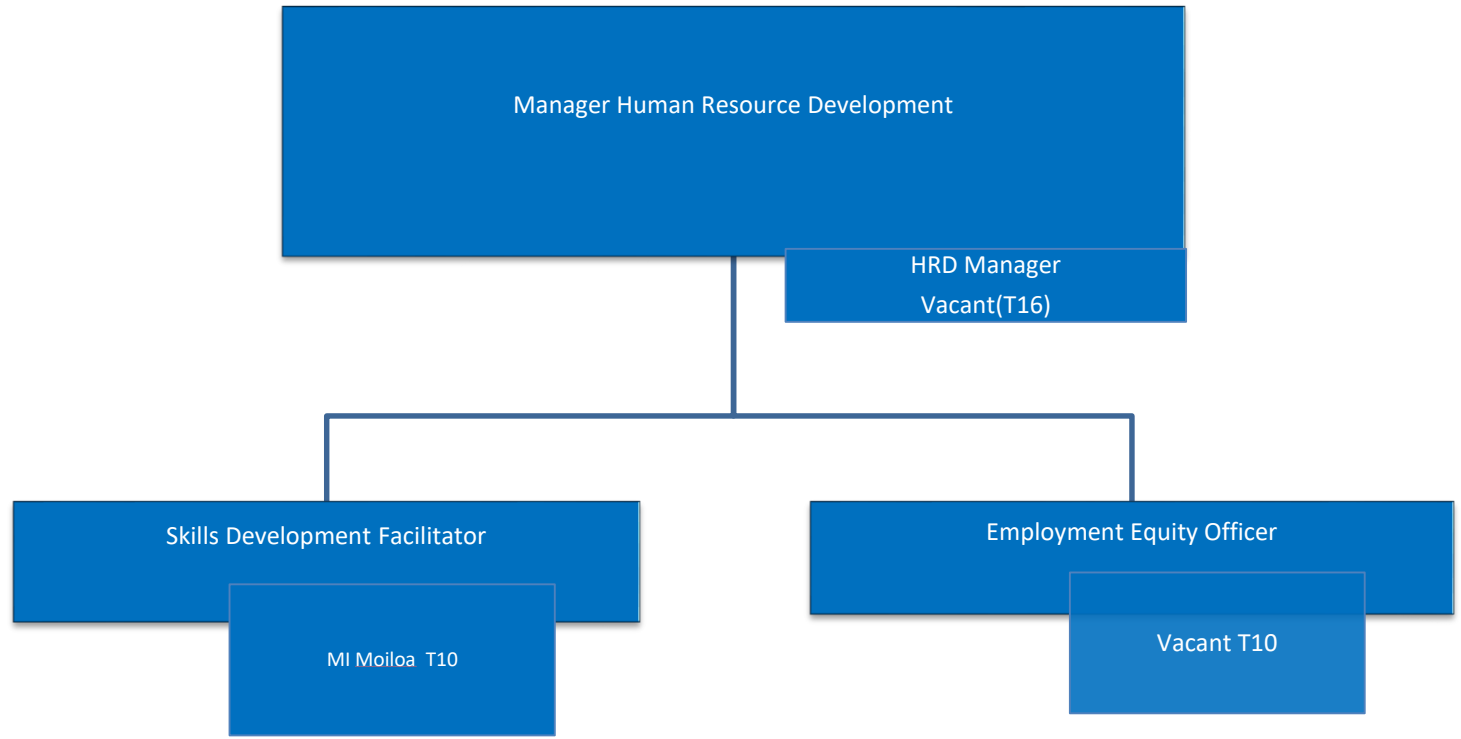 Manager Human Resource Development
HRD Manager
Vacant(T16)
Skills Development Facilitator
MI Moiloa T10
Employment Equity Officer
Vacant T10